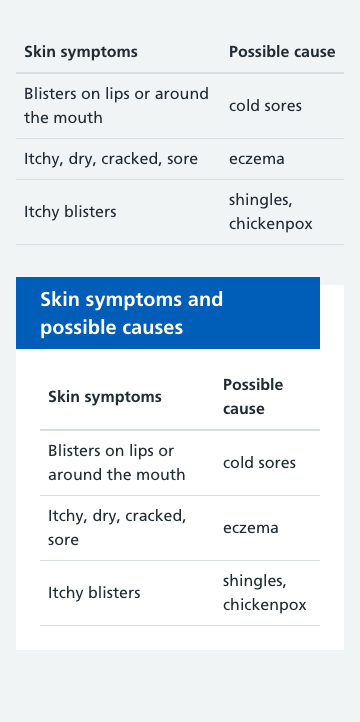 Skin symptoms Possible cause
Blisters on lips or around
the mouth
cold sores
Itchy, dry, cracked, sore eczema
Itchy blisters
shingles,
chickenpox
Skin symptoms and
possible causes
Skin symptoms
Possible
cause
Blisters on lips or
around the mouth
cold sores
Itchy, dry, cracked,
sore
eczema
Itchy blisters
shingles,
chickenpox